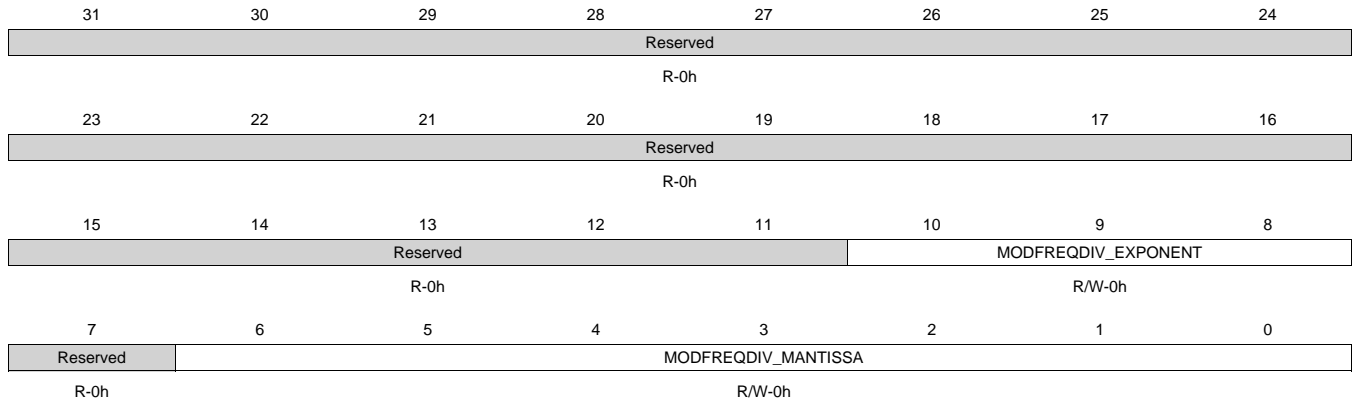 31 30 29 28 27 26 25 24
Reserved
R-0h
23 22 21 20 19 18 17 16
Reserved
R-0h
15 14 13 12 11 10 9 8
Reserved MODFREQDIV_EXPONENT
R-0h R/W-0h
7 6 5 4 3 2 1 0
Reserved MODFREQDIV_MANTISSA
R-0h R/W-0h